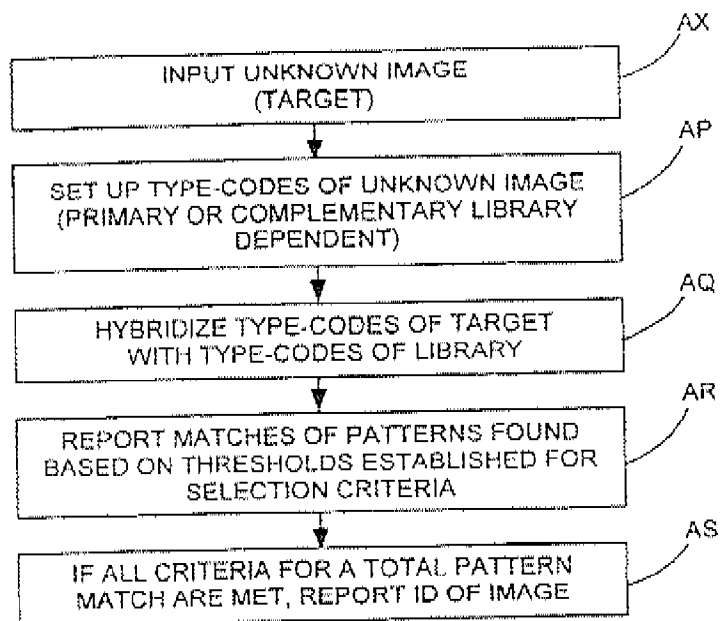 AX
INPUT UNKNOWN IMAGE
(TARGET)
AP
SET UP TYPE-CODES OF UNKNOWN IMAGE
(PRIMARY OR COMPLEMENTARY LIBRARY
DEPENDENT)
AQ
HYBRIDIZE TYPE-CODES OF TARGET
WITH TYPE-CODES OF LIBRARY
AR
REPORT MATCHES OF PATTERNS FOUND
BASED ON THRESHOLDS ESTABLISHED FOR
SELECTION CRITERIA
AS
IF ALL CRITERIA FOR A TOTAL PATTERN
MATCH ARE MET, REPORT ID OF IMAGE